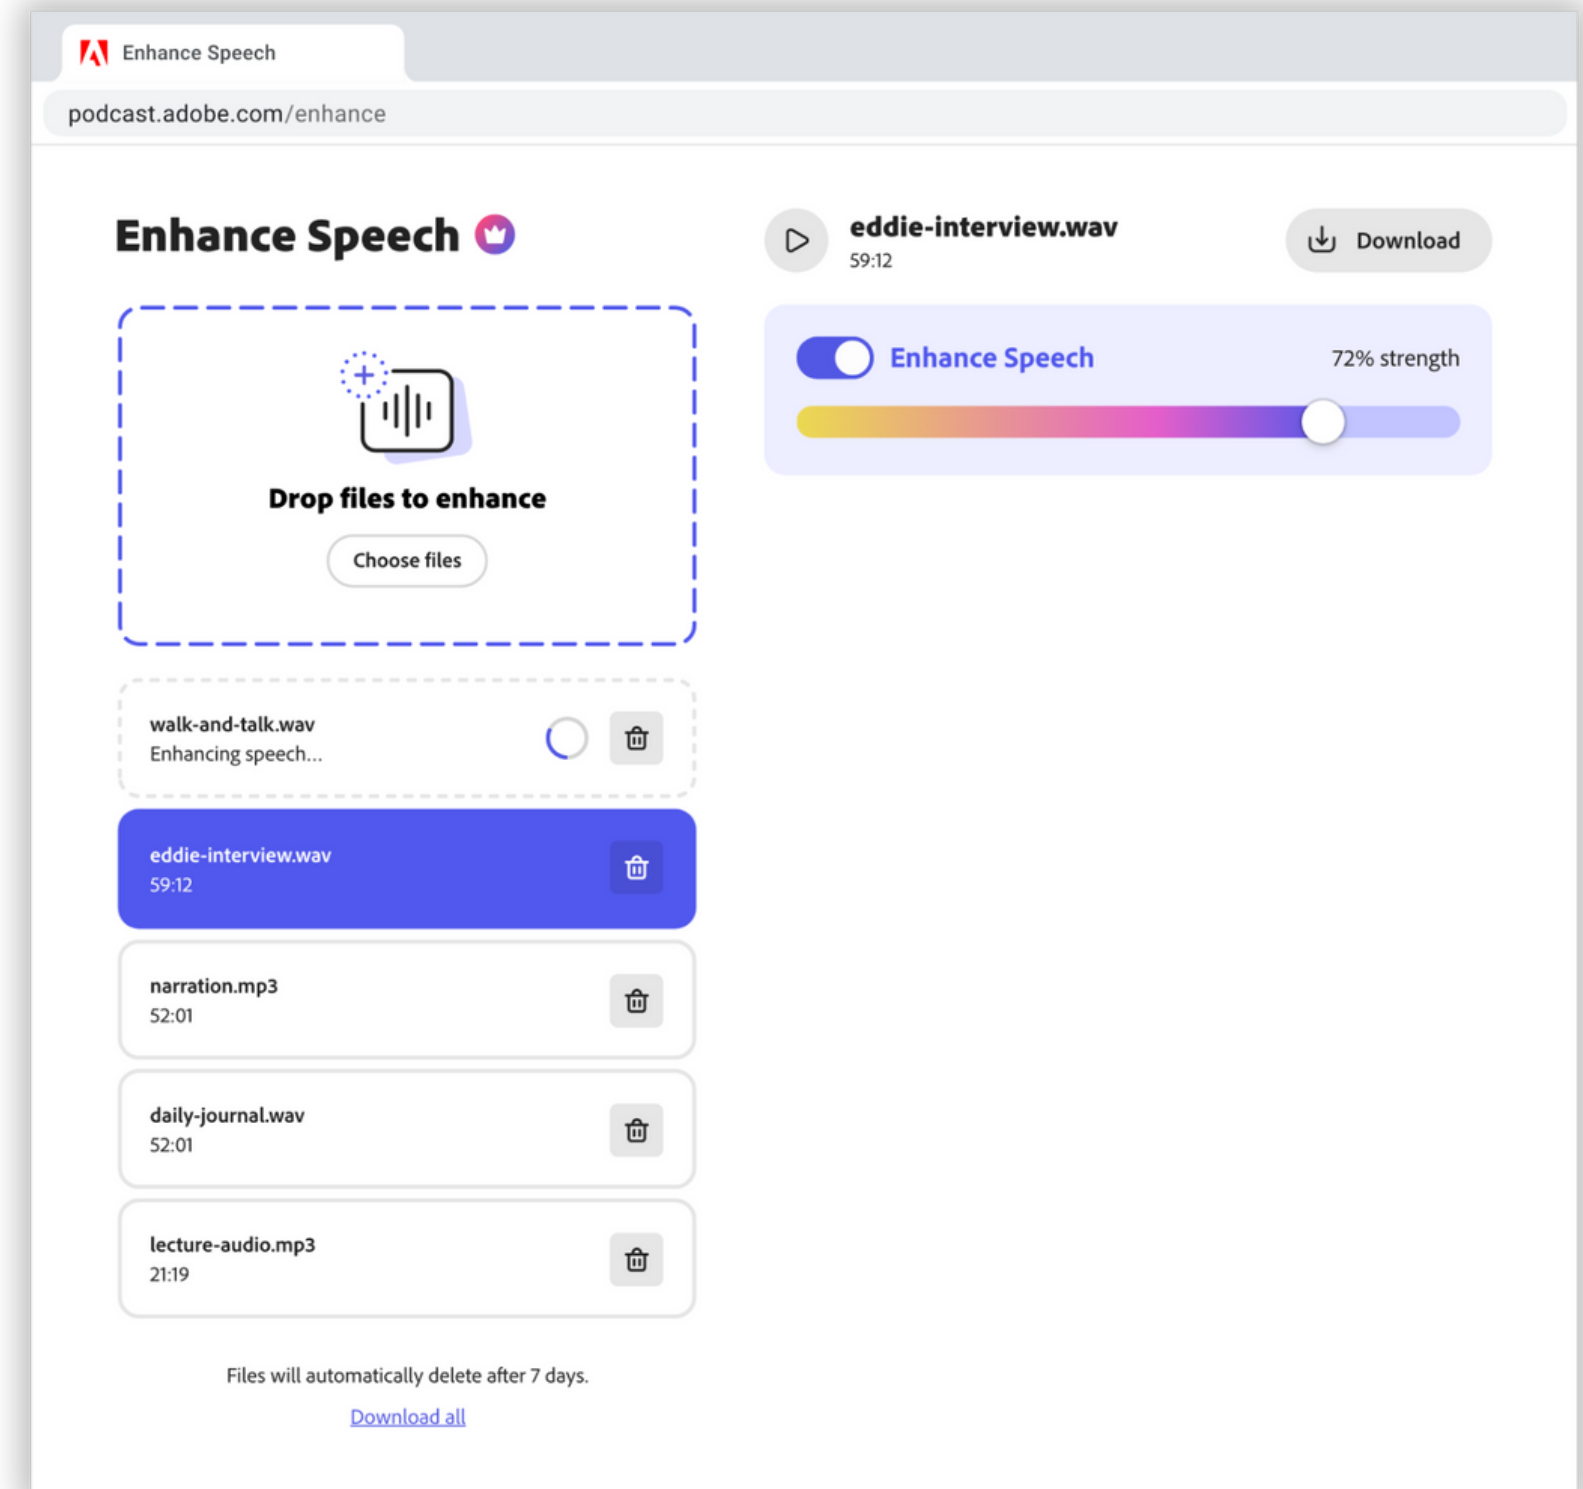 Enhance Speech
podcast.adobe.com/enhance
Enhance Speech
Drop files to enhance
Choose files
walk-and-talk.wav
Enhancing speech...
eddie-interview.wav
59:12
narration.mp3
52:01
daily-journal.wav
52:01
lecture-audio.mp3
21:19
Files will automatically delete after 7 days.
Download all
eddie-interview.wav
59:12
Download
Enhance Speech
72% strength